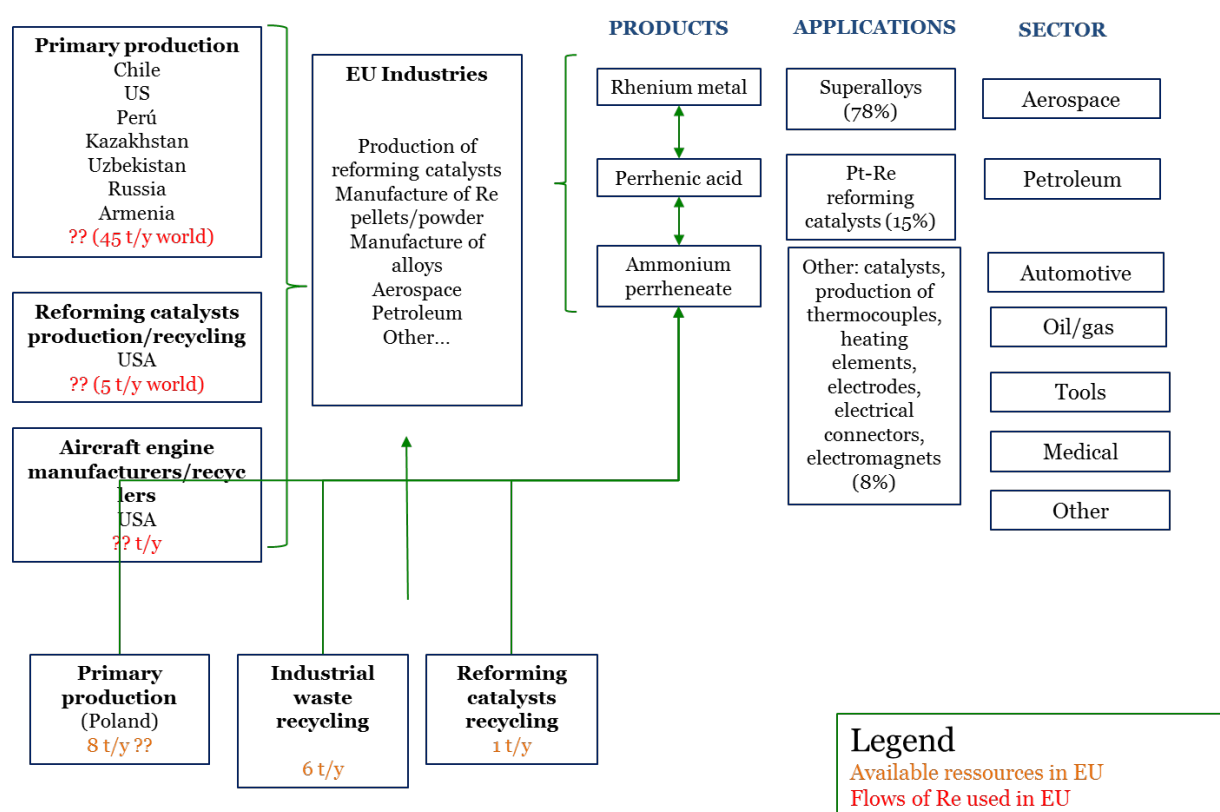 PRODUCTS
APPLICATIONS
SECTOR
Primary production
Chile
US
Perú
Kazakhstan
Uzbekistan
Russia
Armenia
?? (45 t/y world)
Reforming catalysts
production/recycling
USA
?? (5 t/y world)
Aircraft engine
manufacturers/recyc
lers
USA
?? t/y
EU Industries
Production of
reforming catalysts
Manufacture of Re
pellets/powder
Manufacture of
alloys
Aerospace
Petroleum
Other...
Rhenium metal
Perrhenic acid
Ammonium
perrheneate
Superalloys
(78%)
Pt-Re
reforming
catalysts (15%)
Other: catalysts,
production of
thermocouples,
heating
elements,
electrodes,
electrical
connectors,
electromagnets
(8%)
Aerospace
Petroleum
Automotive
Oil/gas
Tools
Medical
Other
Primary
production
(Poland)
8 t/y ??
Industrial
waste
recycling
6 t/y
Reforming
catalysts
recycling
1 t/y
Legend
Available ressources in EU
Flows of Re used in EU